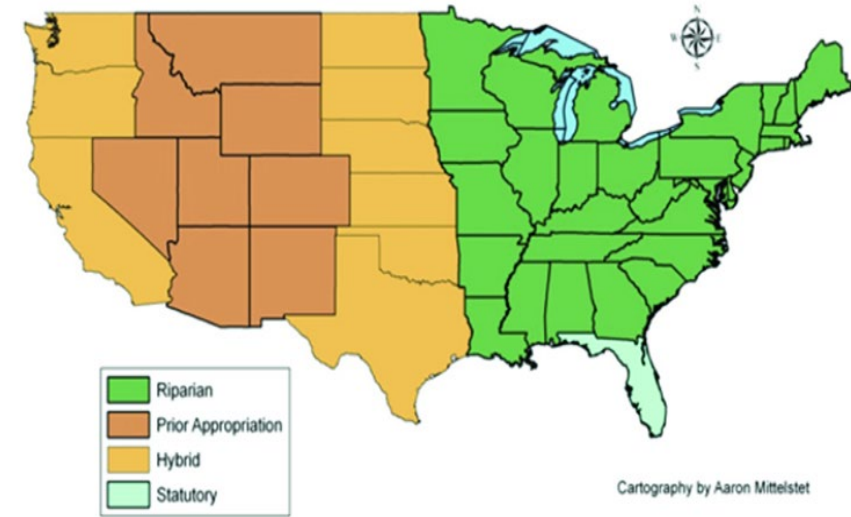 N
W E
S
Riparian
Prior Appropriation
Hybrid
Statutory
Cartography by Aaron Mittelstet